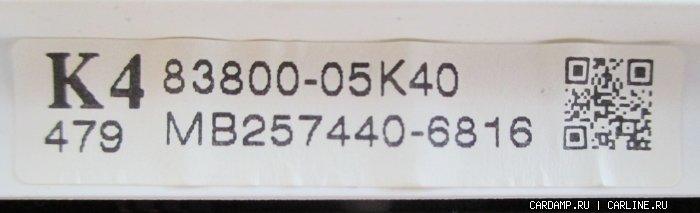 K4 83800-05K40
479 MB257440-6816
CARDAMP.RU | CARLINE.RU